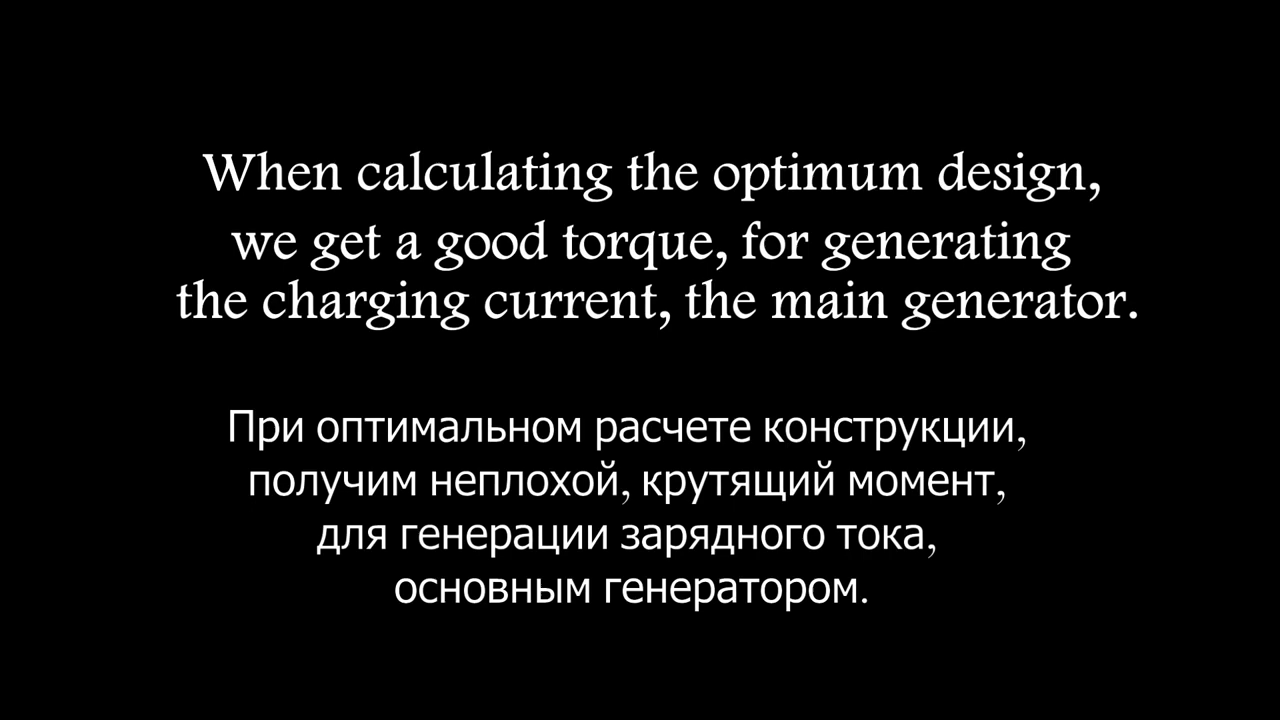 When calculating the optimum design,
we get a good torque, for generating
the charging current, the main generator.
При оптимальном расчете конструкции,
получим неплохой, крутящий момент,
для генерации зарядного тока,
основным генератором.